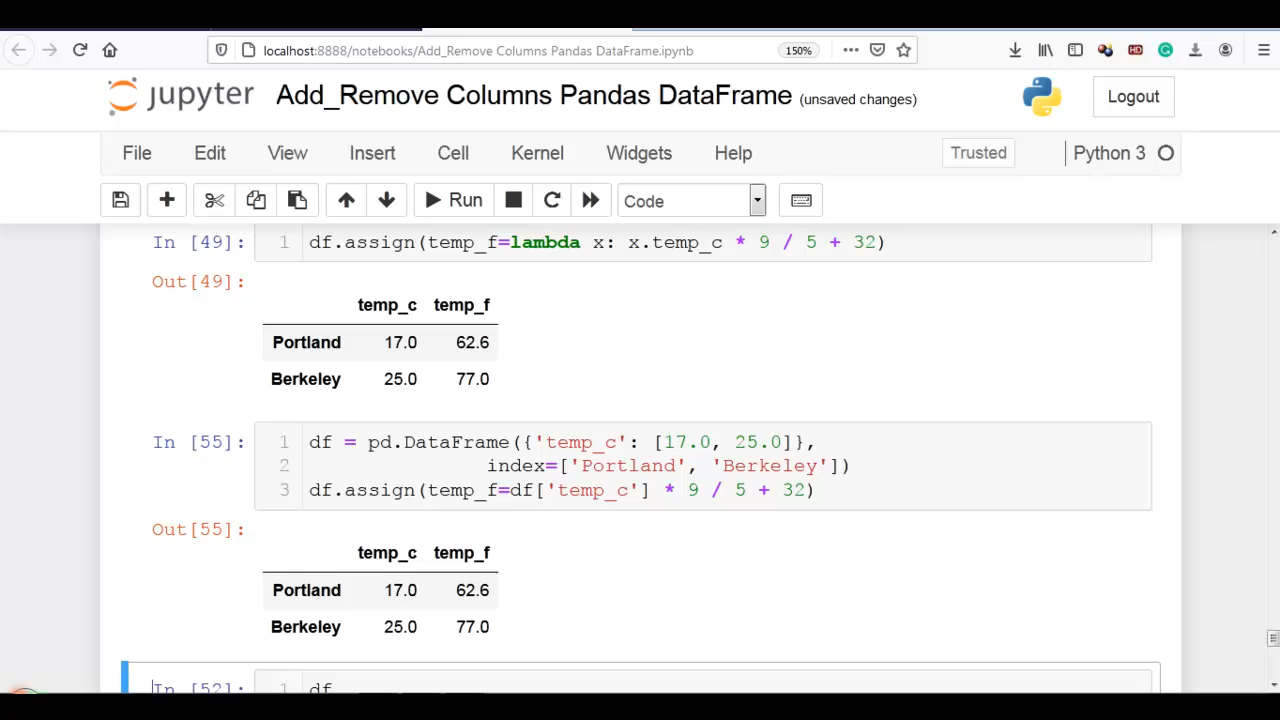 localhost:8888/notebooks/Add_Remove Columns Pandas DataFrame.ipynb 150%
jupyter Add_Remove Columns Pandas DataFrame (unsaved changes) Logout
File Edit View Insert Cell Kernel Widgets Help Trusted Python 3
Run Code
In [49]: 1 df.assign(temp_f=lambda x: x.temp_c * 9 / 5 + 32)
Out[49]:
temp_c temp_f
Portland 17.0 62.6
Berkeley 25.0 77.0
In [55]: 1 df = pd.DataFrame({'temp_c': [17.0, 25.0]},
2 index=['Portland', 'Berkeley'])
3 df.assign(temp_f=df['temp_c'] * 9 / 5 + 32)
Out[55]:
temp_c temp_f
Portland 17.0 62.6
Berkeley 25.0 77.0
In [52]: 1 df